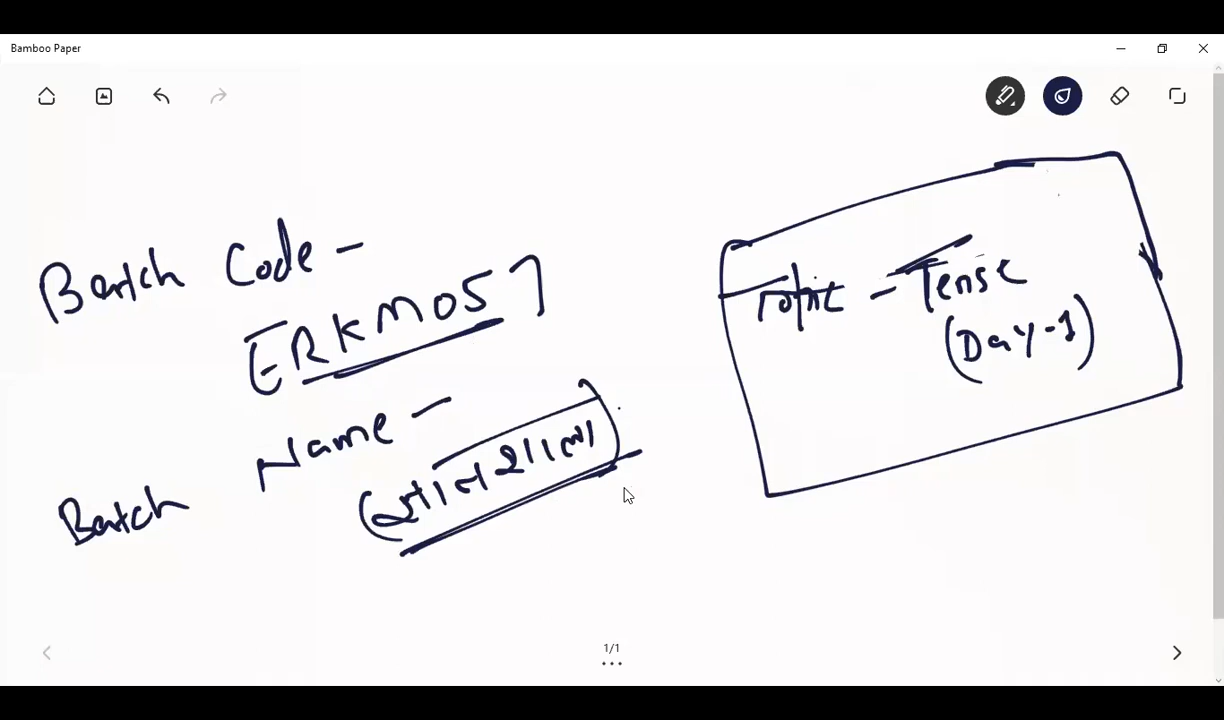 Bamboo Paper
Batch Code -
ERKM057
Batch Name -
Topic - Tense
(Day-1)
1/1